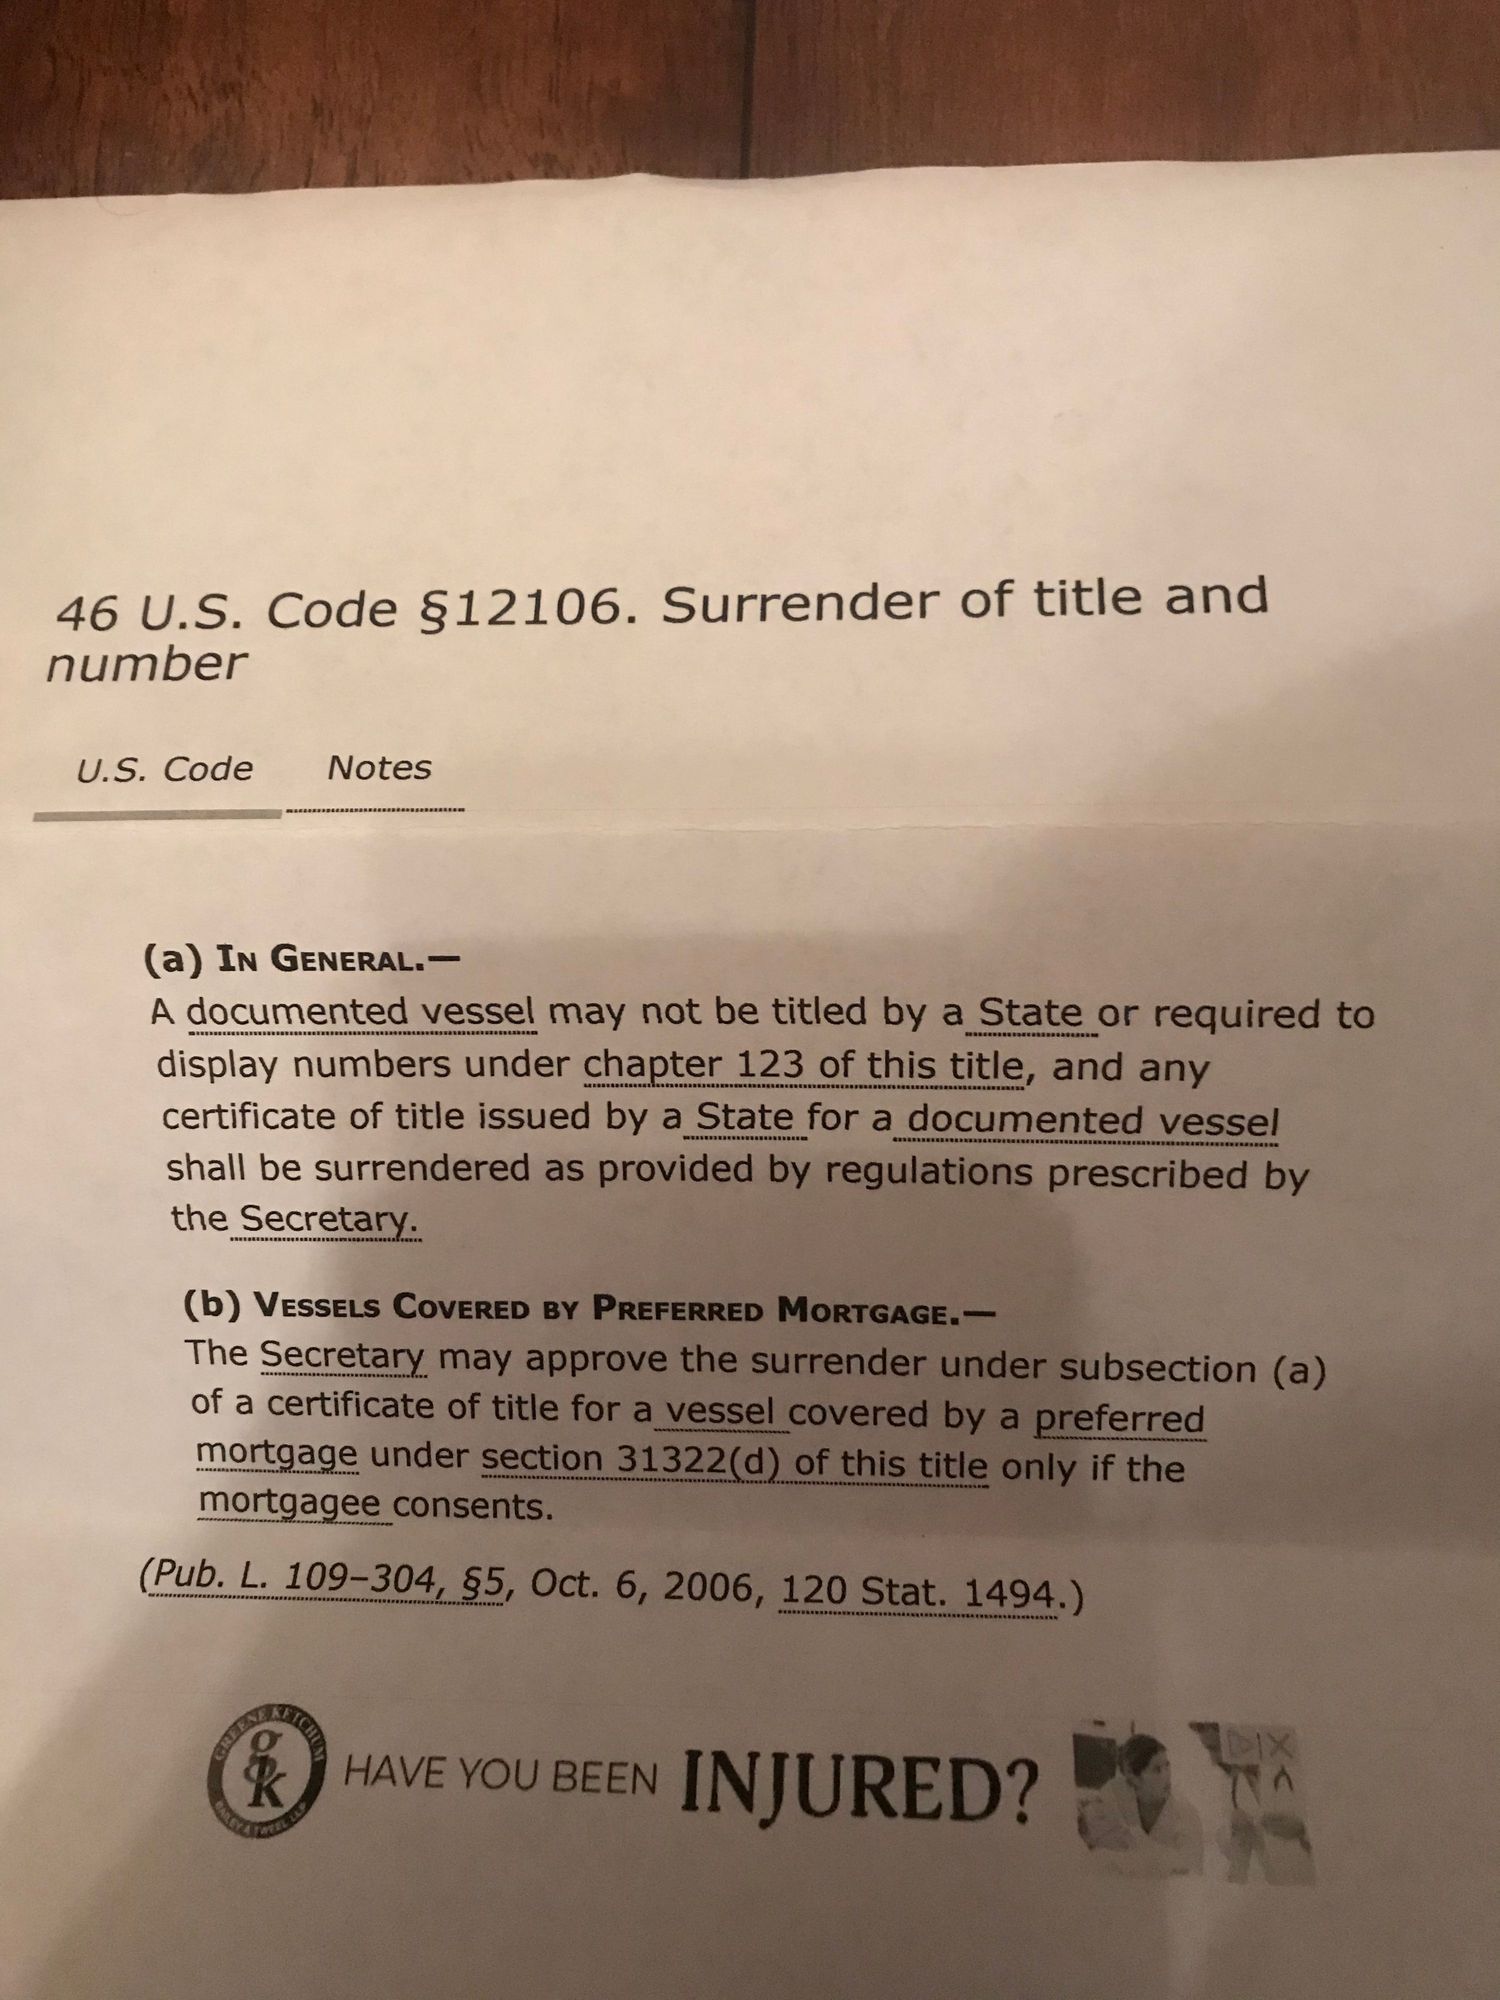 46 U.S. Code §12106. Surrender of title and
number
U.S. Code Notes
(a) IN GENERAL.—
A documented vessel may not be titled by a State or required to
display numbers under chapter 123 of this title, and any
certificate of title issued by a State for a documented vessel
shall be surrendered as provided by regulations prescribed by
the Secretary.
(b) VESSELS COVERED BY PREFERRED MORTGAGE.—
The Secretary may approve the surrender under subsection (a)
of a certificate of title for a vessel covered by a preferred
mortgage under section 31322(d) of this title only if the
mortgagee consents.
(Pub. L. 109–304, §5, Oct. 6, 2006, 120 Stat. 1494.)
GREENE KETCHUM
gk
HAVE YOU BEEN INJURED?